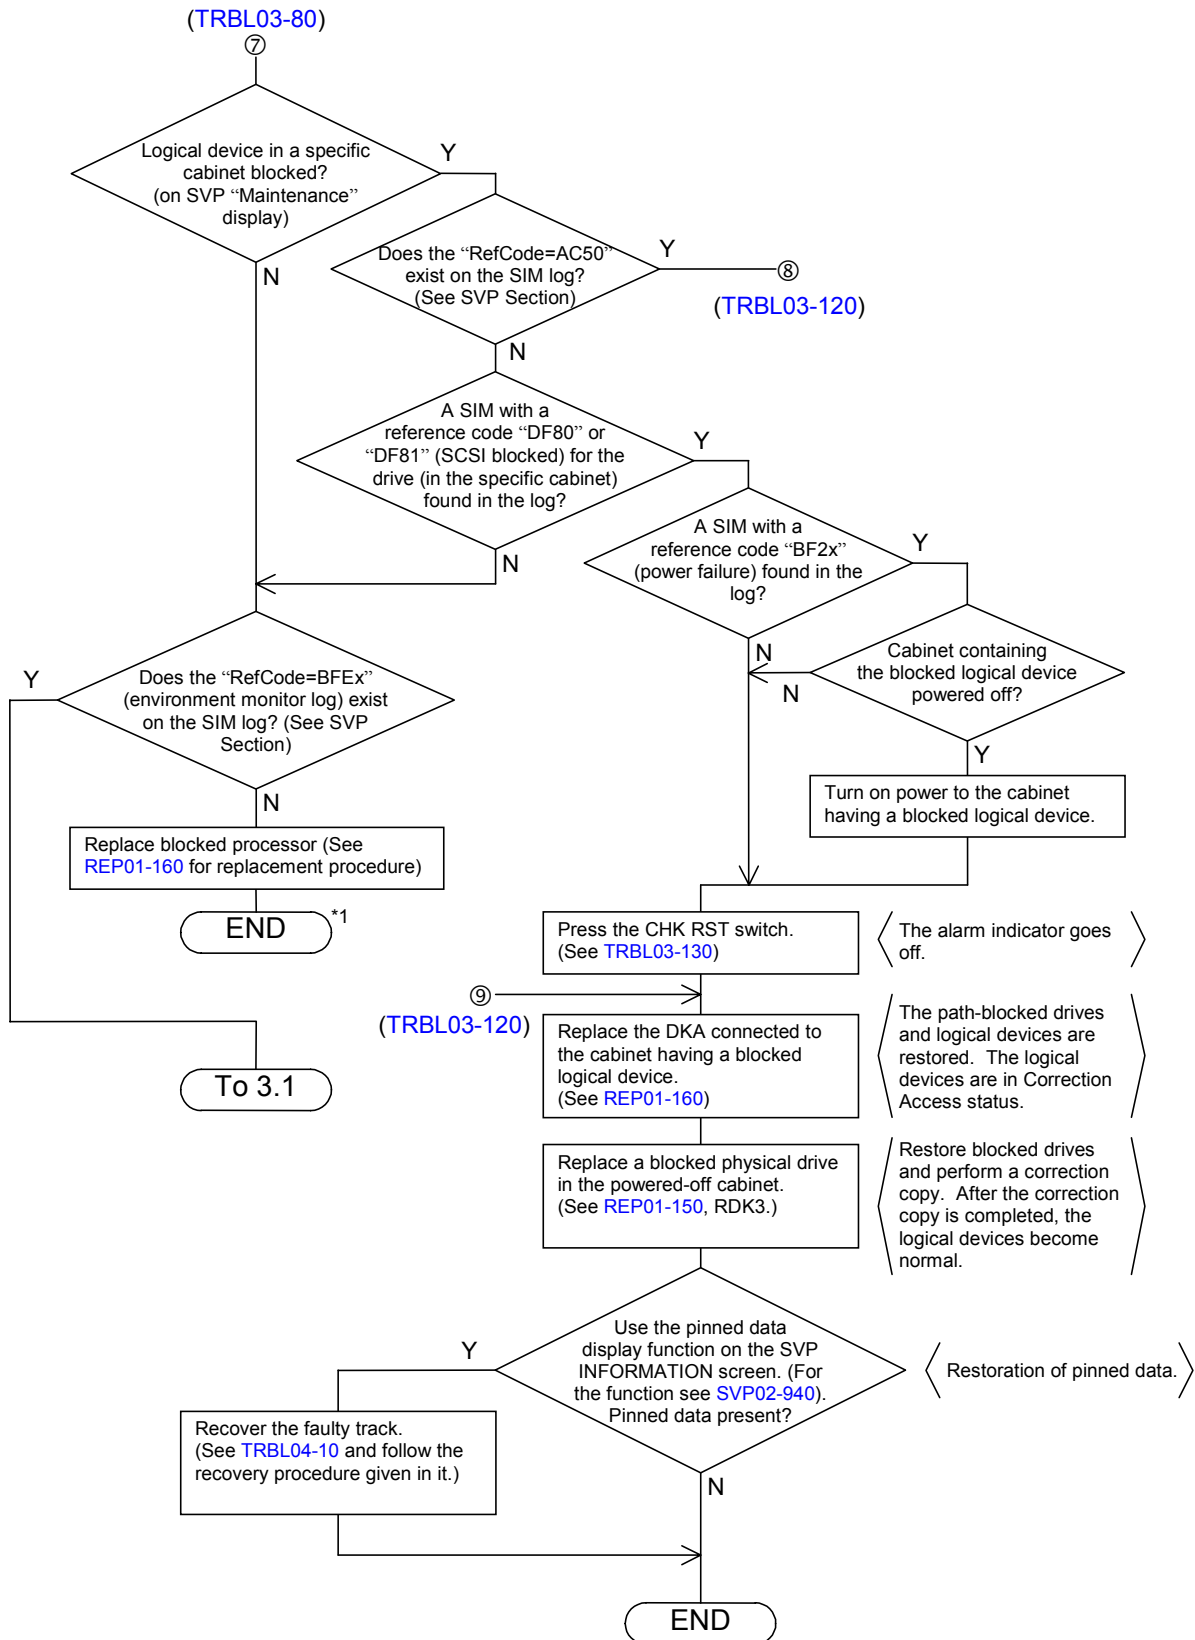 (TRBL03-80)
⑦
Logical device in a specific
cabinet blocked?
(on SVP “Maintenance”
display)
Y
N
Does the “RefCode=AC50”
exist on the SIM log?
(See SVP Section)
Y
⑧
(TRBL03-120)
N
A SIM with a
reference code “DF80” or
“DF81” (SCSI blocked) for the
drive (in the specific cabinet)
found in the log?
Y
N
A SIM with a
reference code “BF2x”
(power failure) found in the
log?
Y
N
Cabinet containing
the blocked logical device
powered off?
N
Y
Turn on power to the cabinet
having a blocked logical device.
Y
Does the “RefCode=BFEx”
(environment monitor log) exist
on the SIM log? (See SVP
Section)
N
Replace blocked processor (See
REP01-160 for replacement procedure)
END
*1
To 3.1
Press the CHK RST switch.
(See TRBL03-130)
The alarm indicator goes
off.
⑨
(TRBL03-120)
Replace the DKA connected to
the cabinet having a blocked
logical device.
(See REP01-160)
The path-blocked drives
and logical devices are
restored.  The logical
devices are in Correction
Access status.
Replace a blocked physical drive
in the powered-off cabinet.
(See REP01-150, RDK3.)
Restore blocked drives
and perform a correction
copy.  After the correction
copy is completed, the
logical devices become
normal.
Use the pinned data
display function on the SVP
INFORMATION screen. (For
the function see SVP02-940).
Pinned data present?
Y
Restoration of pinned data.
Recover the faulty track.
(See TRBL04-10 and follow the
recovery procedure given in it.)
N
END